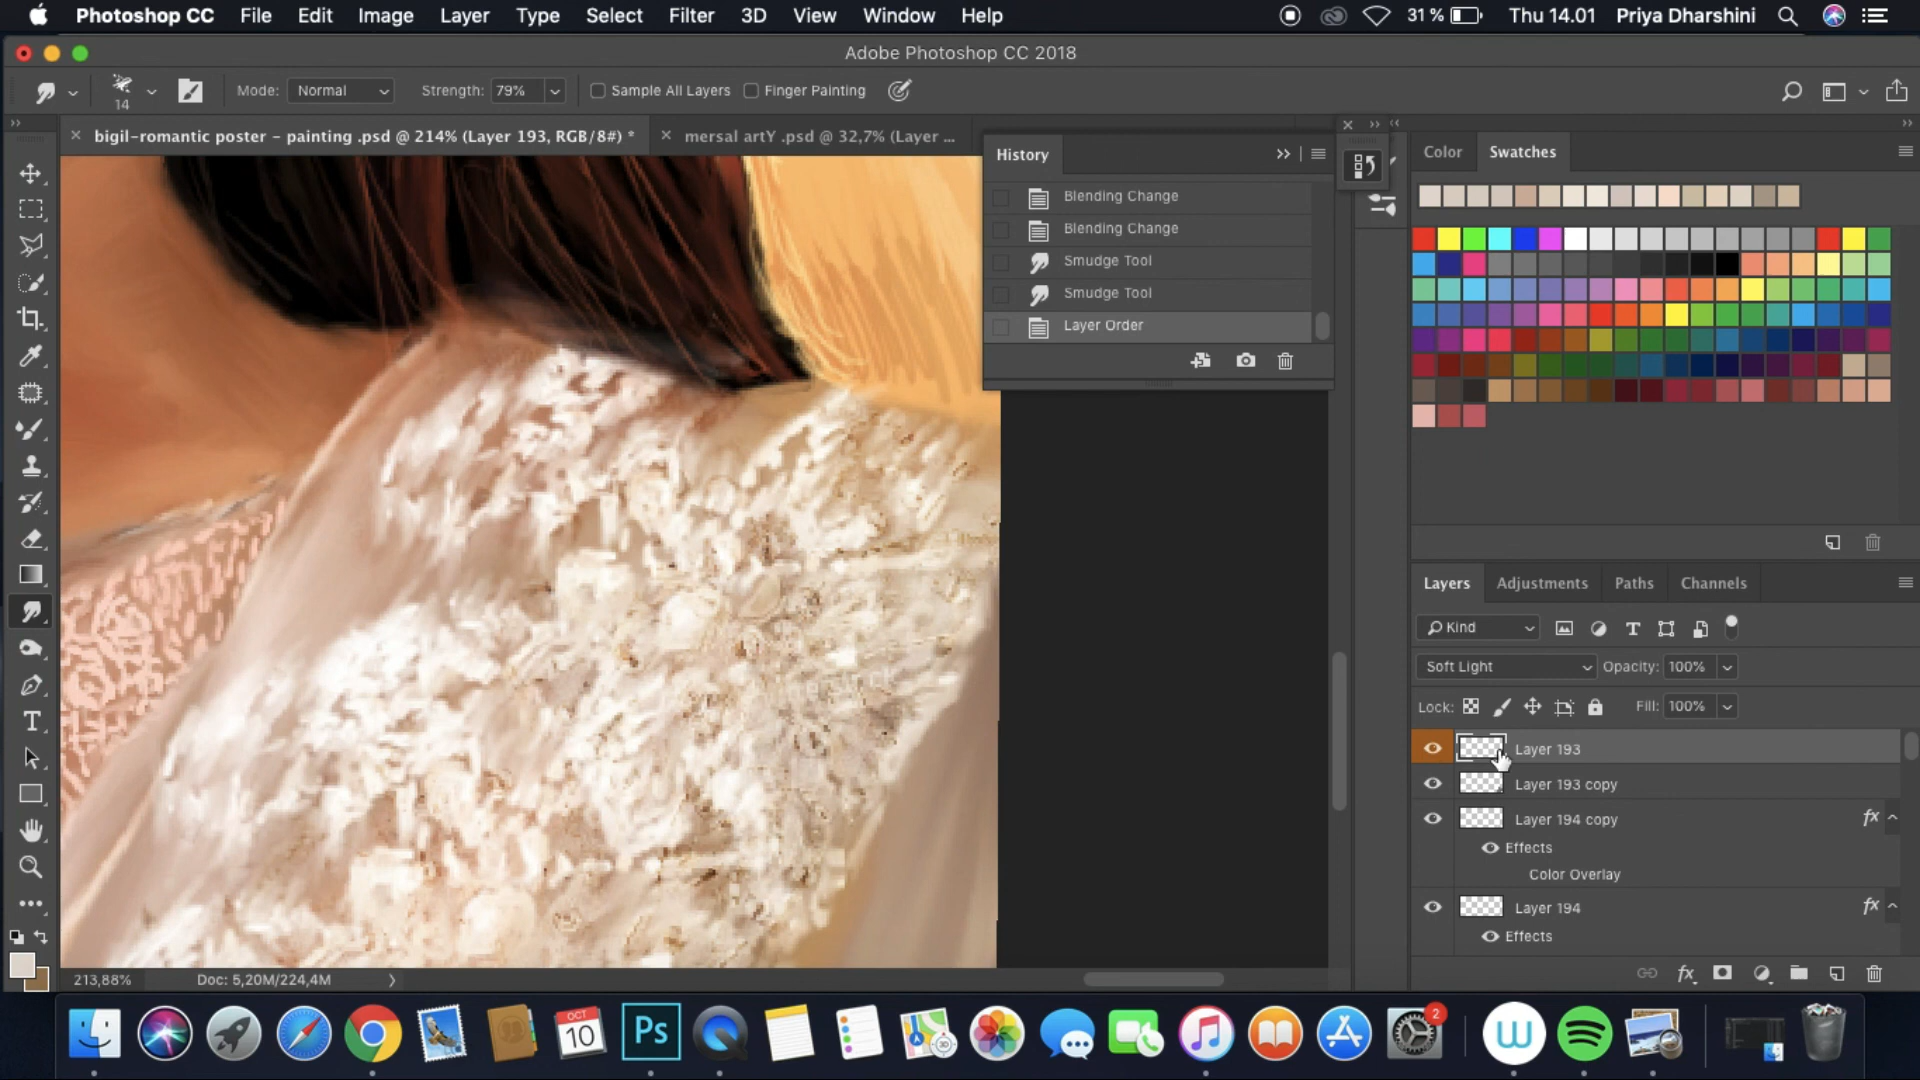 Photoshop CC File Edit Image Layer Type Select Filter 3D View Window Help 31 % Thu 14.01 Priya Dharshini
Adobe Photoshop CC 2018
14 Mode: Normal Strength: 79% Sample All Layers Finger Painting
bigil-romantic poster - painting .psd @ 214% (Layer 193, RGB/8#) * mersal artY .psd @ 32,7% (Layer ...
History
Blending Change
Blending Change
Smudge Tool
Smudge Tool
Layer Order
Color Swatches
Layers Adjustments Paths Channels
Kind
Soft Light Opacity: 100%
Lock: Fill: 100%
Layer 193
Layer 193 copy
Layer 194 copy fx
Effects
Color Overlay
Layer 194 fx
Effects
213,88% Doc: 5,20M/224,4M
fx
OCT
10
Ps
2